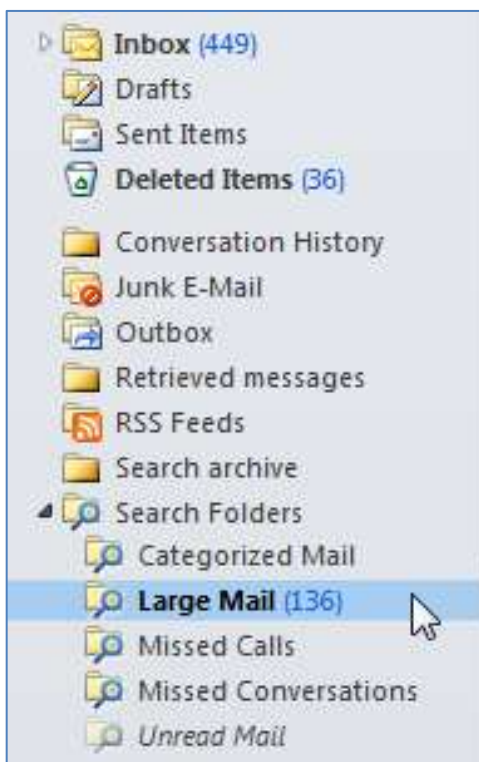 Inbox (449)
Drafts
Sent Items
Deleted Items (36)
Conversation History
Junk E-Mail
Outbox
Retrieved messages
RSS Feeds
Search archive
Search Folders
Categorized Mail
Large Mail (136)
Missed Calls
Missed Conversations
Unread Mail